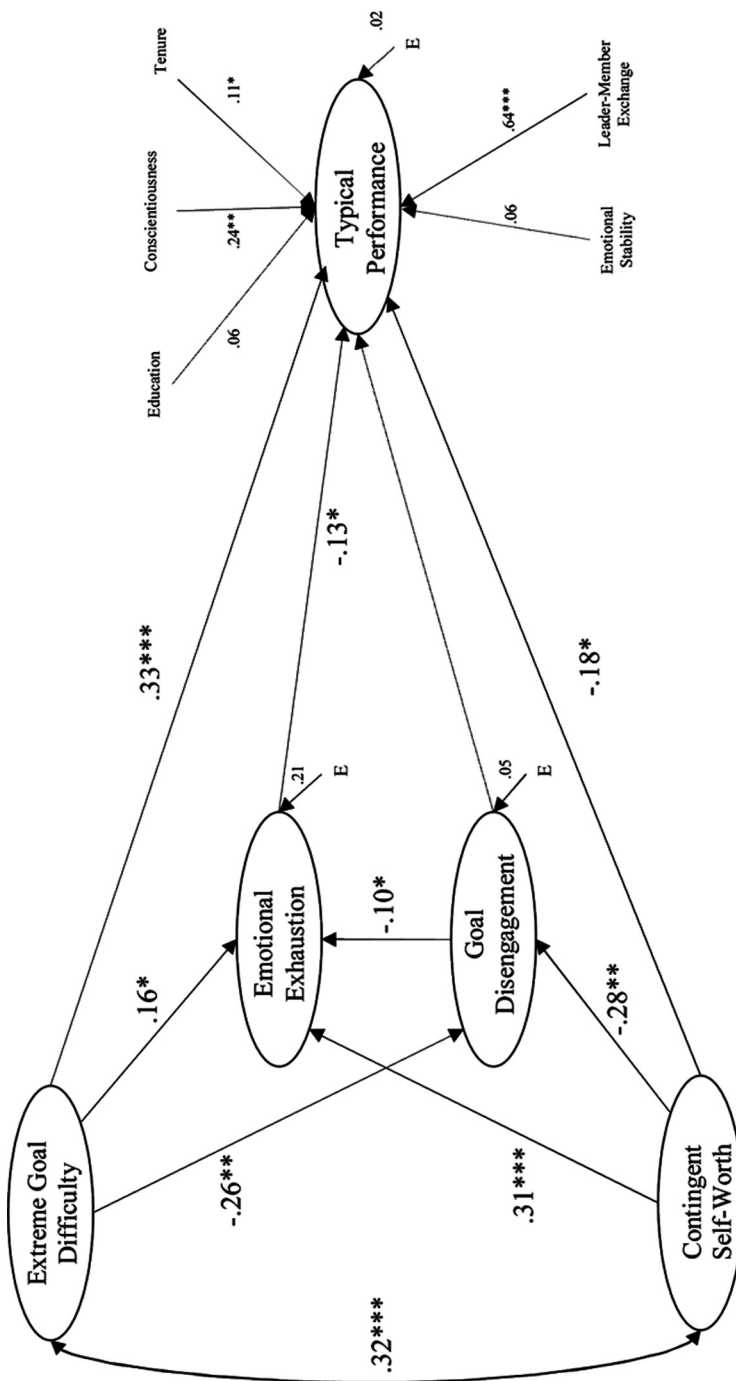 Extreme Goal
Difficulty
.33***
.16*
-.26**
.32***
Emotional
Exhaustion
.21
E
-.13*
-.10*
Goal
Disengagement
.05
E
.31***
-.28**
-.18*
Contingent
Self-Worth
Education
.06
Conscientiousness
.24**
Tenure
.11*
Typical
Performance
.02
E
.06
Emotional
Stability
.64***
Leader-Member
Exchange